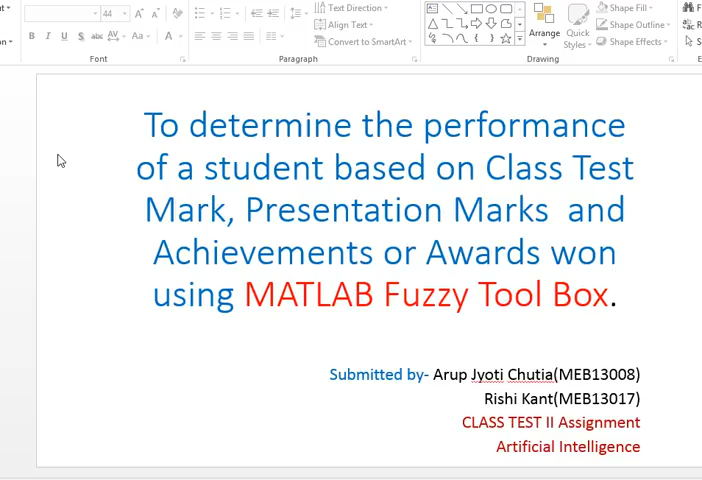 44
Text Direction
Align Text
Convert to SmartArt
B I U S abc AV Aa A
Arrange
Quick
Styles
Shape Fill
Shape Outline
Shape Effects
Font
Paragraph
Drawing
To determine the performance
of a student based on Class Test
Mark, Presentation Marks and
Achievements or Awards won
using MATLAB Fuzzy Tool Box.
Submitted by- Arup Jyoti Chutia(MEB13008)
Rishi Kant(MEB13017)
CLASS TEST II Assignment
Artificial Intelligence